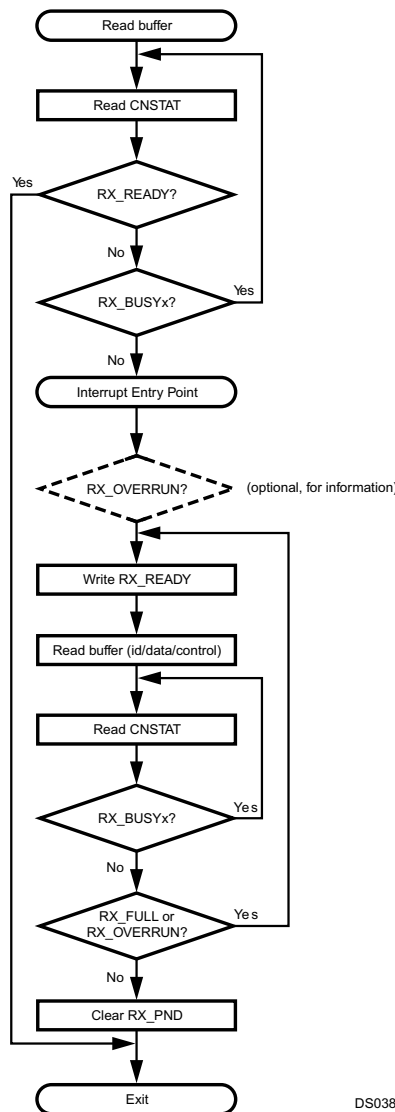 Read buffer
Read CNSTAT
Yes
RX_READY?
No
RX_BUSYx?
Yes
No
Interrupt Entry Point
RX_OVERRUN?
(optional, for information)
Write RX_READY
Read buffer (id/data/control)
Read CNSTAT
RX_BUSYx?
Yes
No
RX_FULL or
RX_OVERRUN?
Yes
No
Clear RX_PND
Exit
DS038